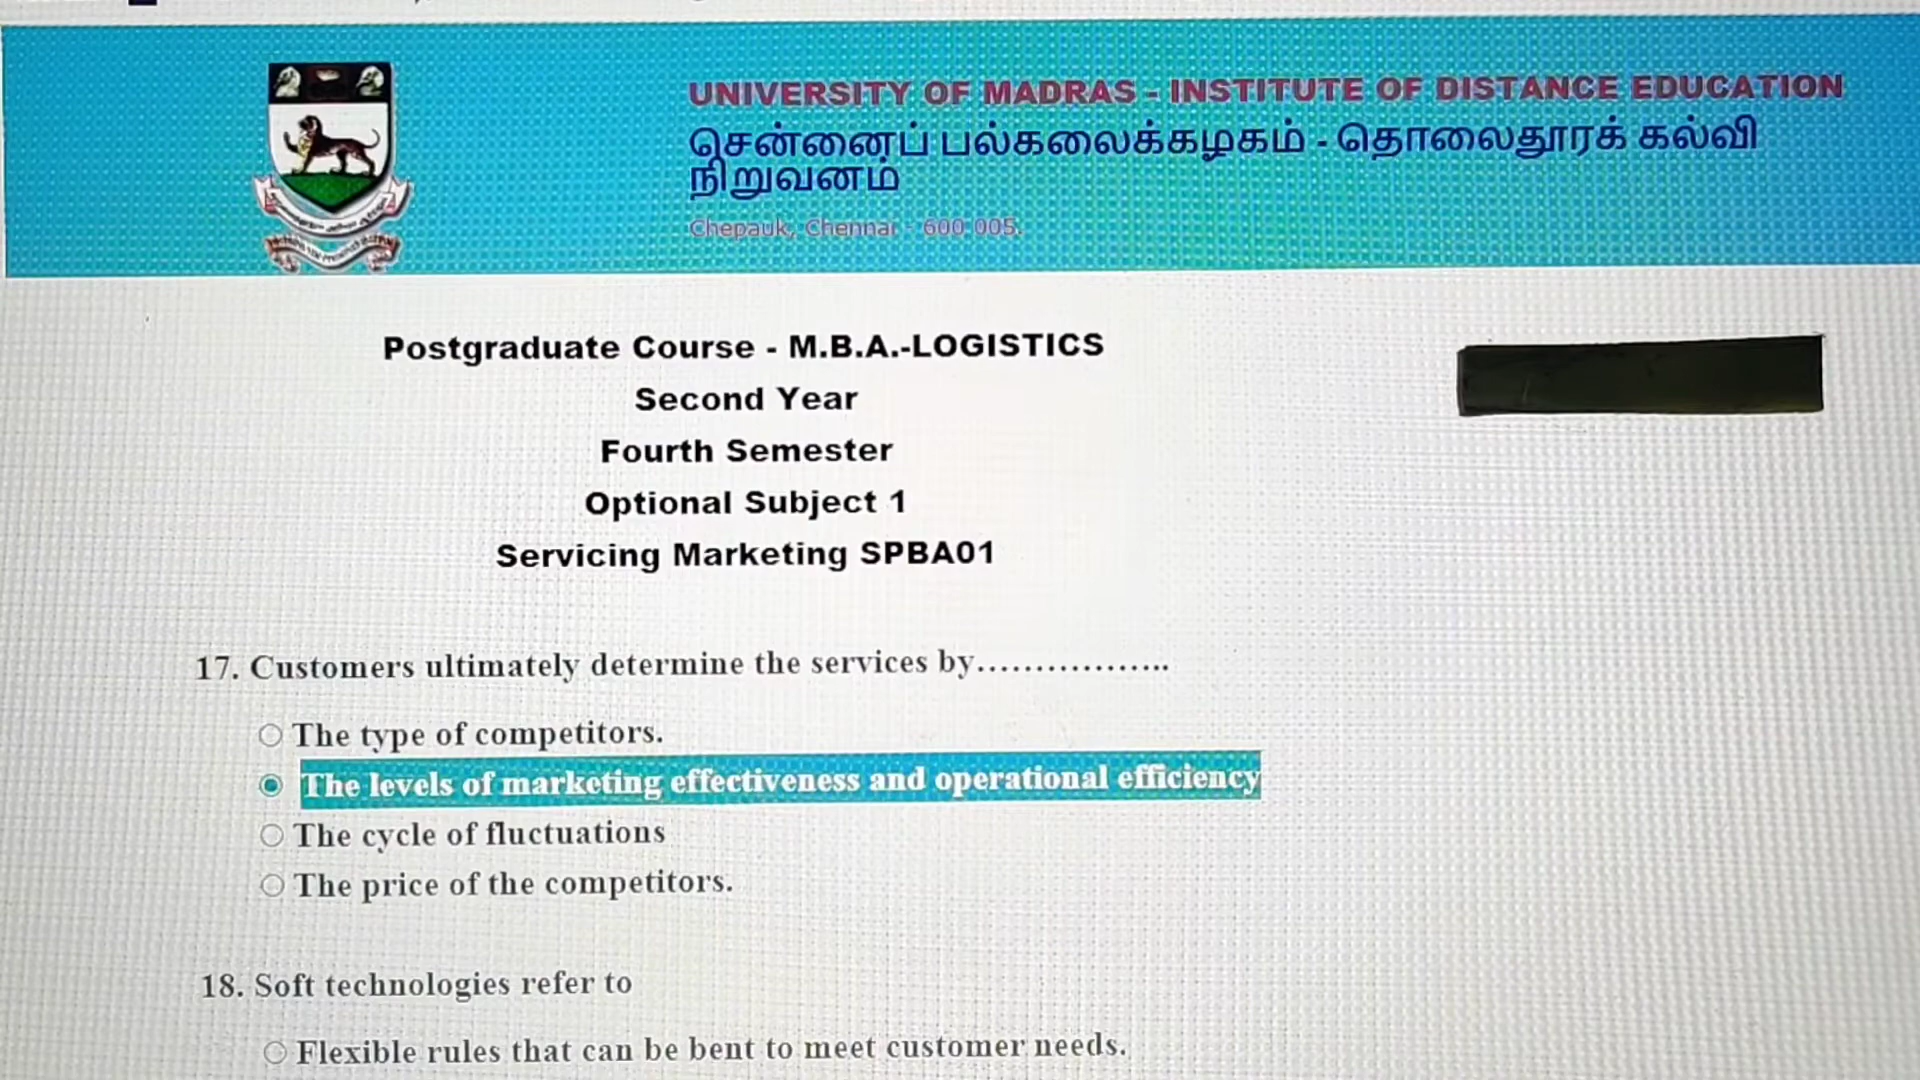 UNIVERSITY OF MADRAS - INSTITUTE OF DISTANCE EDUCATION
சென்னைப் பல்கலைக்கழகம் - தொலைதூரக் கல்வி
நிறுவனம்
Chepauk, Chennai - 600 005.
Postgraduate Course - M.B.A.-LOGISTICS
Second Year
Fourth Semester
Optional Subject 1
Servicing Marketing SPBA01
17. Customers ultimately determine the services by.................
The type of competitors.
The levels of marketing effectiveness and operational efficiency
The cycle of fluctuations
The price of the competitors.
18. Soft technologies refer to
Flexible rules that can be bent to meet customer needs.